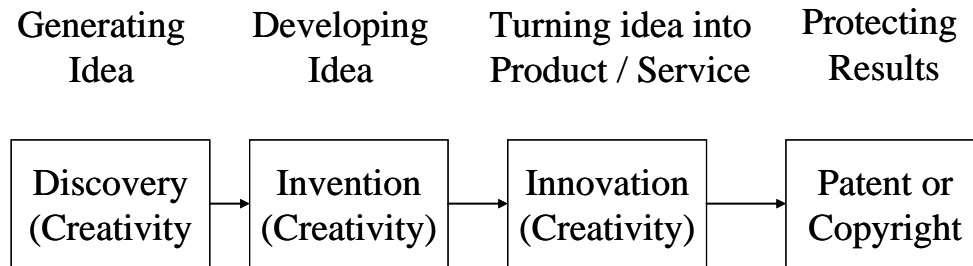 Generating
Idea
Developing
Idea
Turning idea into
Product / Service
Protecting
Results
Discovery
(Creativity
Invention
(Creativity)
Innovation
(Creativity)
Patent or
Copyright